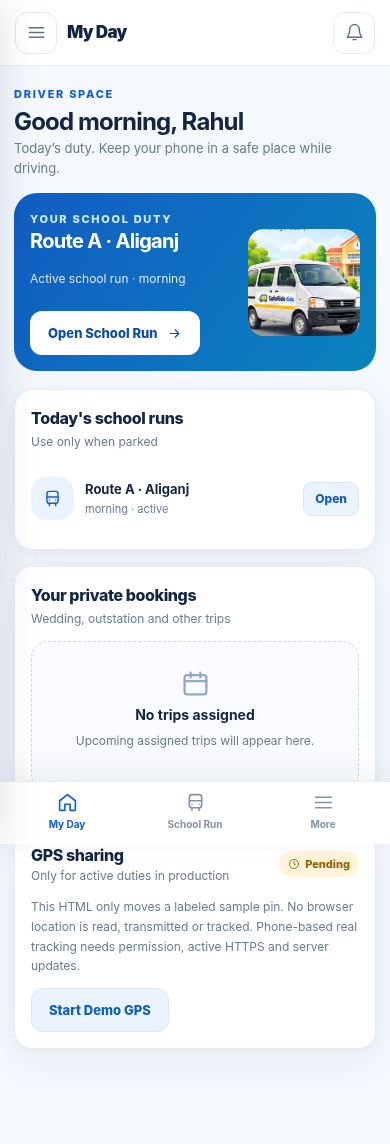 My Day
DRIVER SPACE
Good morning, Rahul
Today's duty. Keep your phone in a safe place while
driving.
YOUR SCHOOL DUTY
Route A · Aliganj
Active school run · morning
Open School Run →
SafeRide Kids
Today's school runs
Use only when parked
Route A · Aliganj
morning · active
Open
Your private bookings
Wedding, outstation and other trips
No trips assigned
Upcoming assigned trips will appear here.
My Day
School Run
More
GPS sharing
Pending
Only for active duties in production
This HTML only moves a labeled sample pin. No browser
location is read, transmitted or tracked. Phone-based real
tracking needs permission, active HTTPS and server
updates.
Start Demo GPS